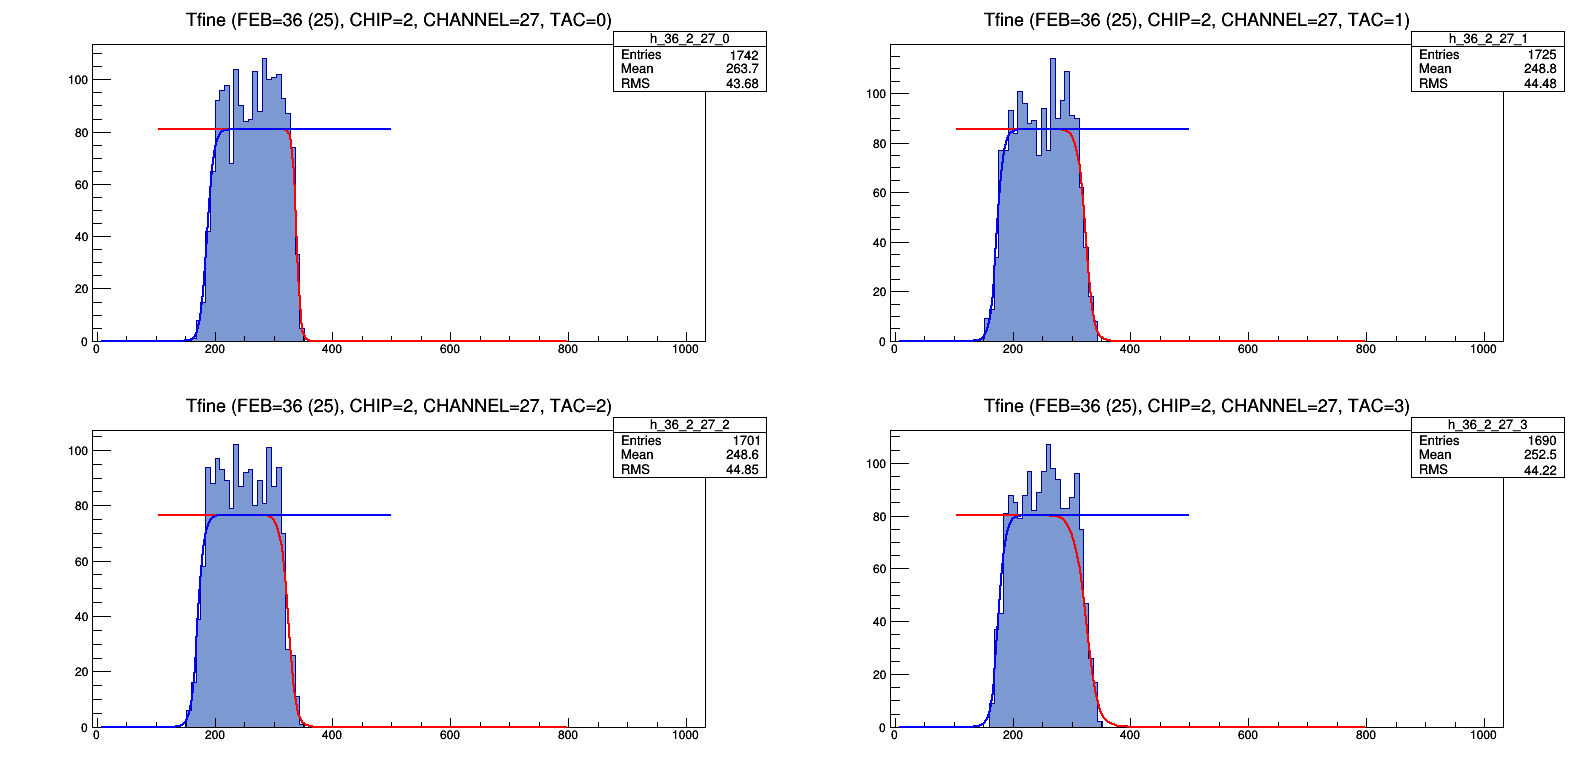 Tfine (FEB=36 (25), CHIP=2, CHANNEL=27, TAC=0)
h_36_2_27_0
Entries 1742
Mean 263.7
RMS 43.68
100
80
60
40
20
0
0 200 400 600 800 1000
Tfine (FEB=36 (25), CHIP=2, CHANNEL=27, TAC=1)
h_36_2_27_1
Entries 1725
Mean 248.8
RMS 44.48
100
80
60
40
20
0
0 200 400 600 800 1000
Tfine (FEB=36 (25), CHIP=2, CHANNEL=27, TAC=2)
h_36_2_27_2
Entries 1701
Mean 248.6
RMS 44.85
100
80
60
40
20
0
0 200 400 600 800 1000
Tfine (FEB=36 (25), CHIP=2, CHANNEL=27, TAC=3)
h_36_2_27_3
Entries 1690
Mean 252.5
RMS 44.22
100
80
60
40
20
0
0 200 400 600 800 1000